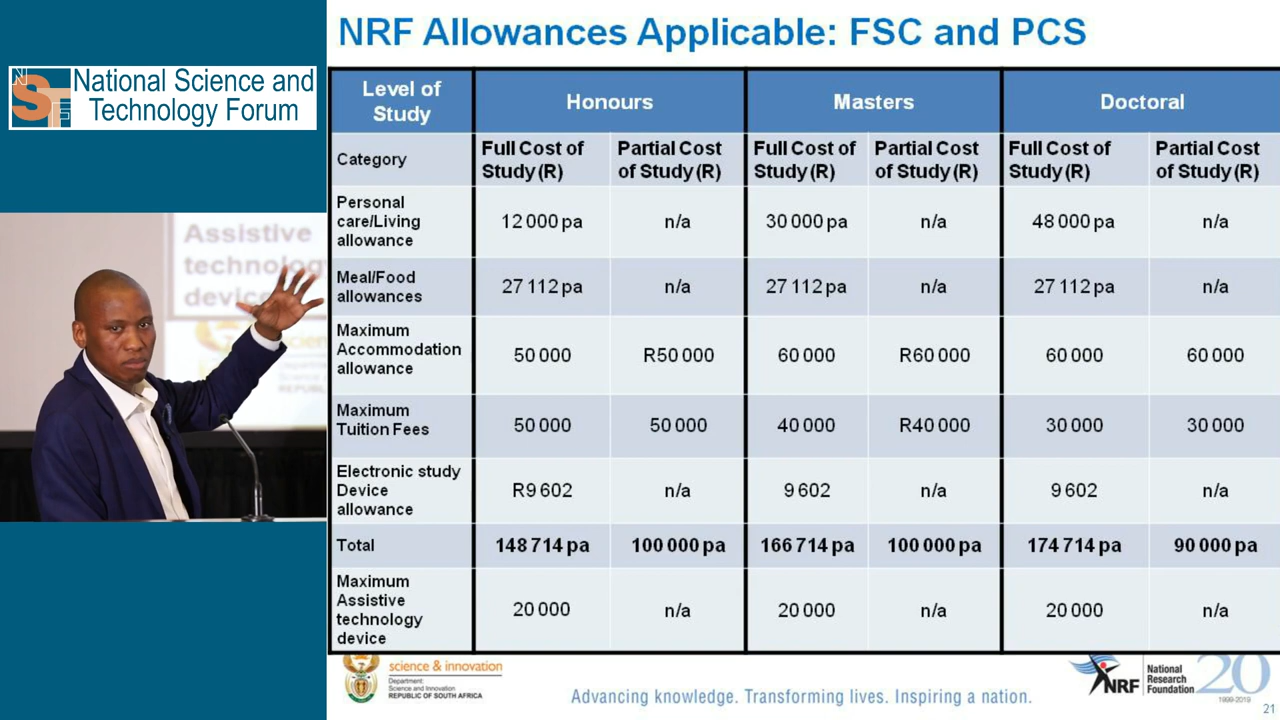 NRF Allowances Applicable: FSC and PCS
National Science and
Technology Forum
NSTF
Assistive
technology
device
Level of Study | Honours | Masters | Doctoral
Category | Full Cost of Study (R) | Partial Cost of Study (R) | Full Cost of Study (R) | Partial Cost of Study (R) | Full Cost of Study (R) | Partial Cost of Study (R)
Personal care/Living allowance | 12 000 pa | n/a | 30 000 pa | n/a | 48 000 pa | n/a
Meal/Food allowances | 27 112 pa | n/a | 27 112 pa | n/a | 27 112 pa | n/a
Maximum Accommodation allowance | 50 000 | R50 000 | 60 000 | R60 000 | 60 000 | 60 000
Maximum Tuition Fees | 50 000 | 50 000 | 40 000 | R40 000 | 30 000 | 30 000
Electronic study Device allowance | R9 602 | n/a | 9 602 | n/a | 9 602 | n/a
Total | 148 714 pa | 100 000 pa | 166 714 pa | 100 000 pa | 174 714 pa | 90 000 pa
Maximum Assistive technology device | 20 000 | n/a | 20 000 | n/a | 20 000 | n/a
science & innovation
Department:
Science and Innovation
REPUBLIC OF SOUTH AFRICA
Advancing knowledge. Transforming lives. Inspiring a nation.
NRF
National
Research
Foundation
20
1999-2019
21